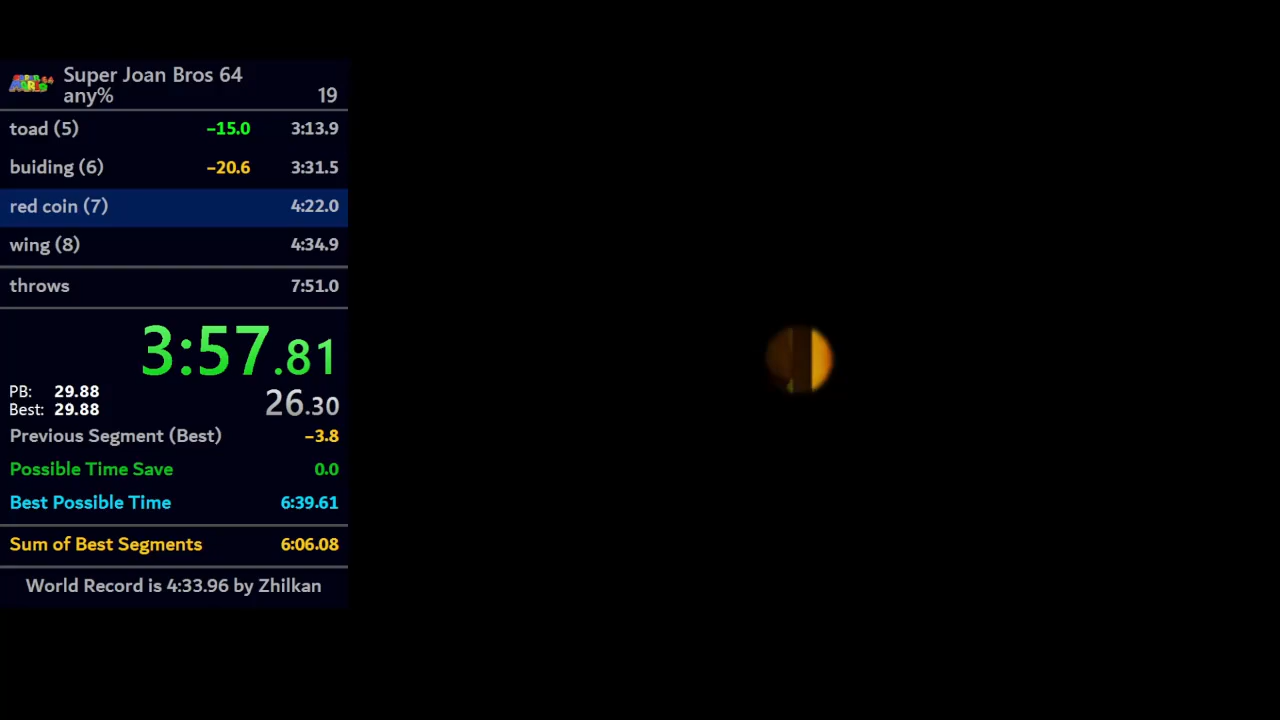 Super Joan Bros 64
any% 19
toad (5) −15.0 3:13.9
buiding (6) −20.6 3:31.5
red coin (7) 4:22.0
wing (8) 4:34.9
throws 7:51.0
3:57.81
PB: 29.88
Best: 29.88
26.30
Previous Segment (Best) −3.8
Possible Time Save 0.0
Best Possible Time 6:39.61
Sum of Best Segments 6:06.08
World Record is 4:33.96 by Zhilkan